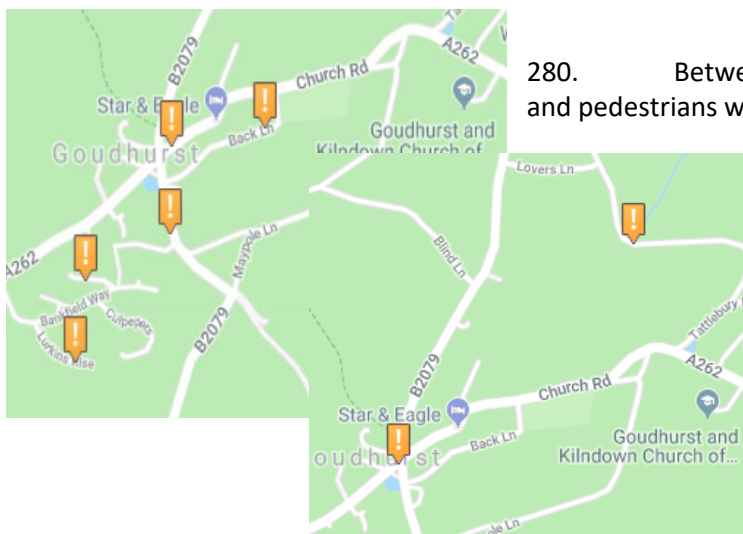 B2079
A262
Church Rd
Star & Eagle
Back Ln
Goudhurst
Goudhurst and
Kilndown Church of
Maypole Ln
A262
Bankfield Way
Culpepers
Lurkins Rise
B2079
280. Betwe
and pedestrians w
Lovers Ln
Blind Ln
Tattlebury
A262
B2079
Church Rd
Star & Eagle
Back Ln
oudhurst
Goudhurst and
Kilndown Church of...